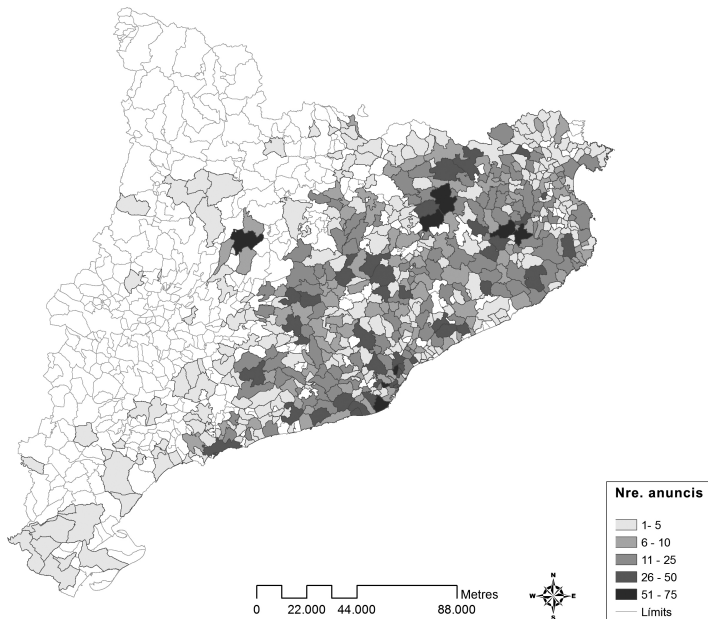 Nre. anuncis
1- 5
6 - 10
11 - 25
26 - 50
51 - 75
Límits
Metres
0 22.000 44.000 88.000
N
W E
S